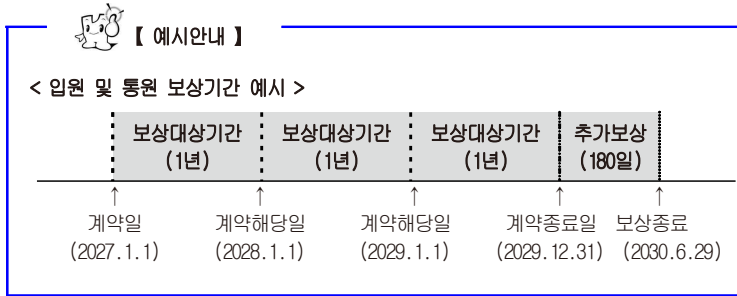 【 예시안내 】
< 입원 및 통원 보상기간 예시 >
보상대상기간 보상대상기간 보상대상기간 추가보상
(1년) (1년) (1년) (180일)
↑ ↑ ↑ ↑ ↑
계약일 계약해당일 계약해당일 계약종료일 보상종료
(2027.1.1) (2028.1.1) (2029.1.1) (2029.12.31) (2030.6.29)